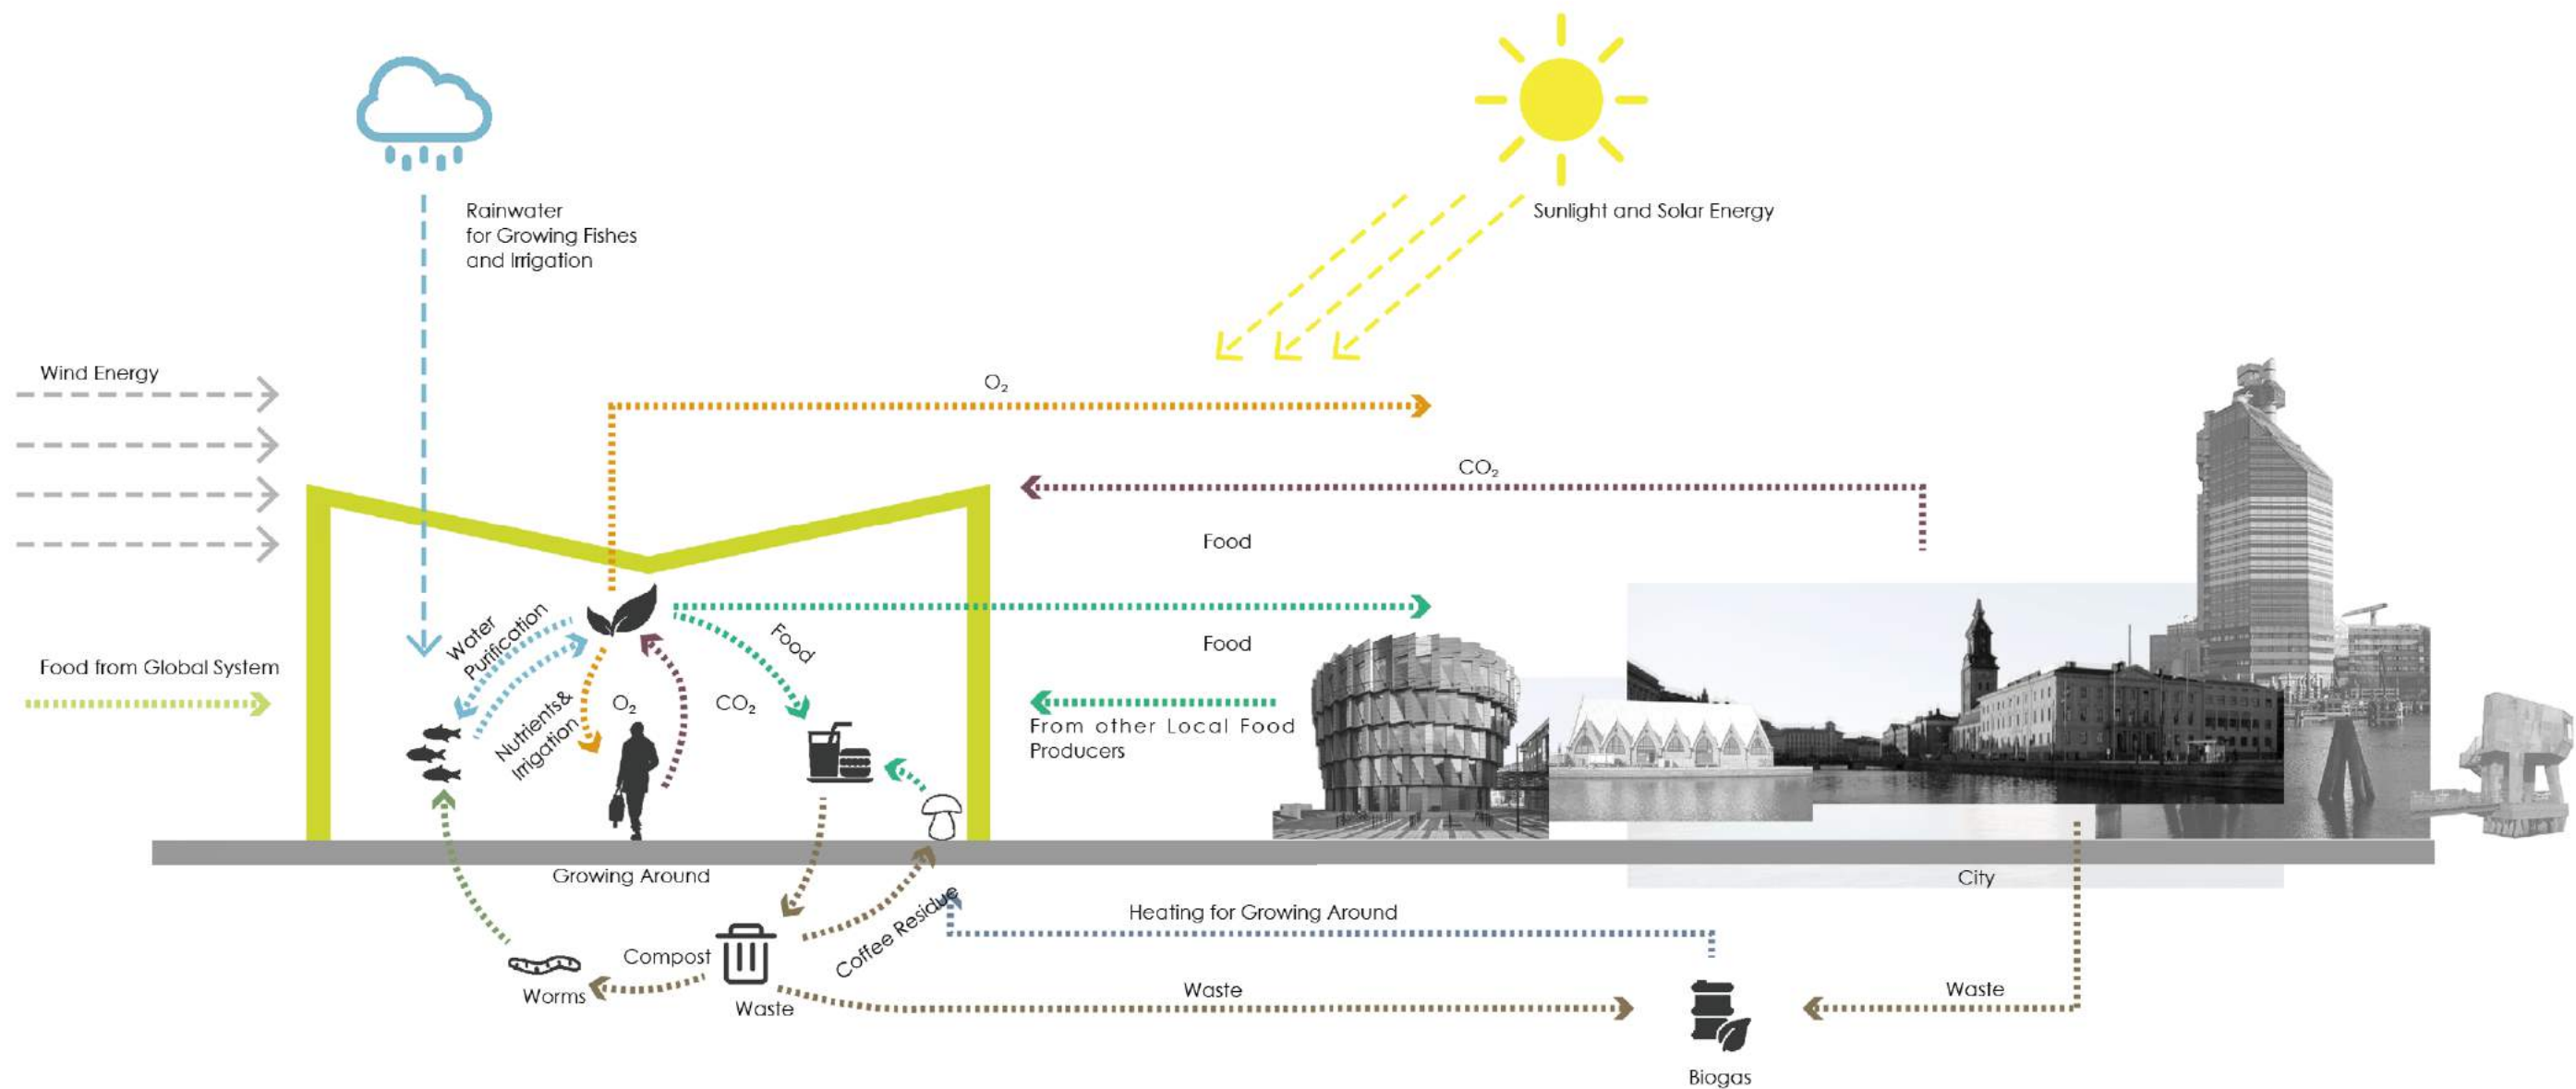 Rainwater
for Growing Fishes
and Irrigation
Sunlight and Solar Energy
Wind Energy
O₂
CO₂
Food
Food
Food from Global System
From other Local Food
Producers
Water
Purification
Nutrients&
Irrigation
O₂
CO₂
Food
Growing Around
City
Coffee Residue
Heating for Growing Around
Compost
Worms
Waste
Waste
Waste
Biogas